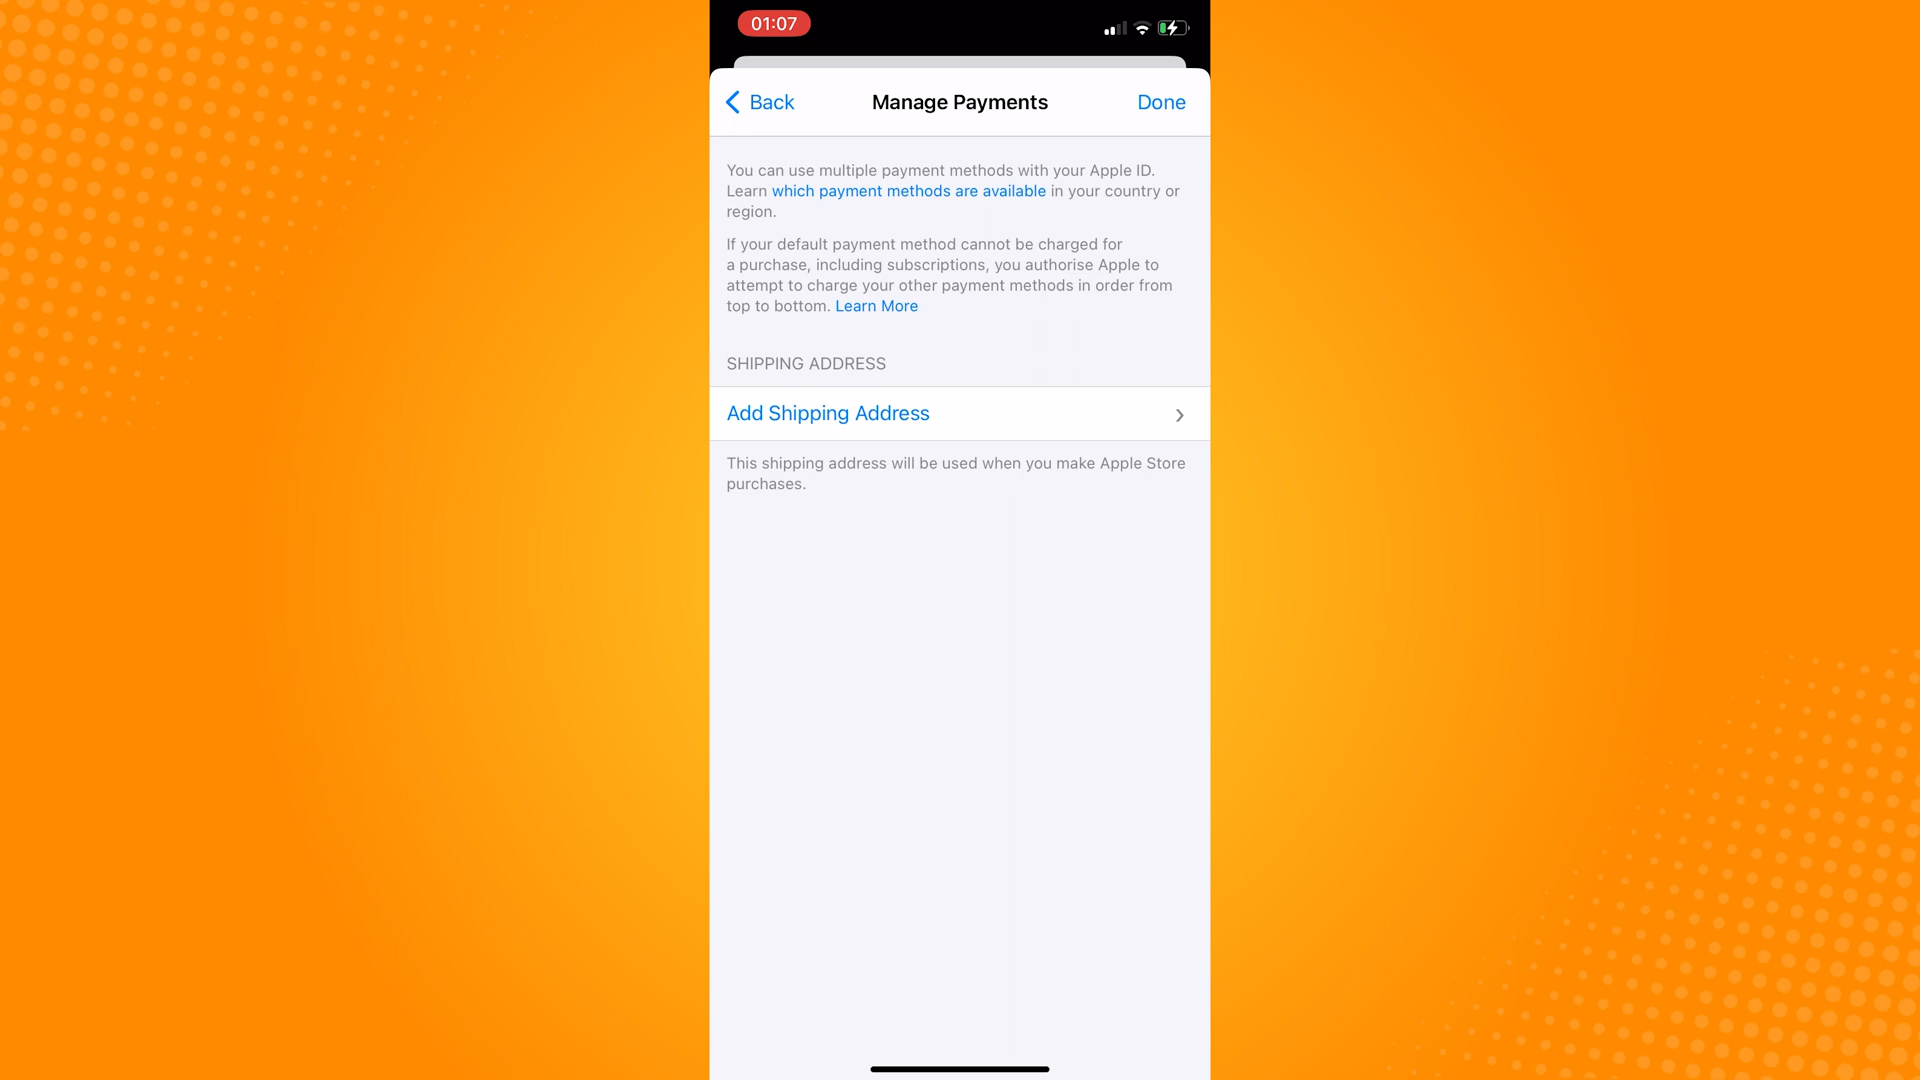 01:07
Back
Manage Payments
Done
You can use multiple payment methods with your Apple ID.
Learn which payment methods are available in your country or
region.
If your default payment method cannot be charged for
a purchase, including subscriptions, you authorise Apple to
attempt to charge your other payment methods in order from
top to bottom. Learn More
SHIPPING ADDRESS
Add Shipping Address
This shipping address will be used when you make Apple Store
purchases.